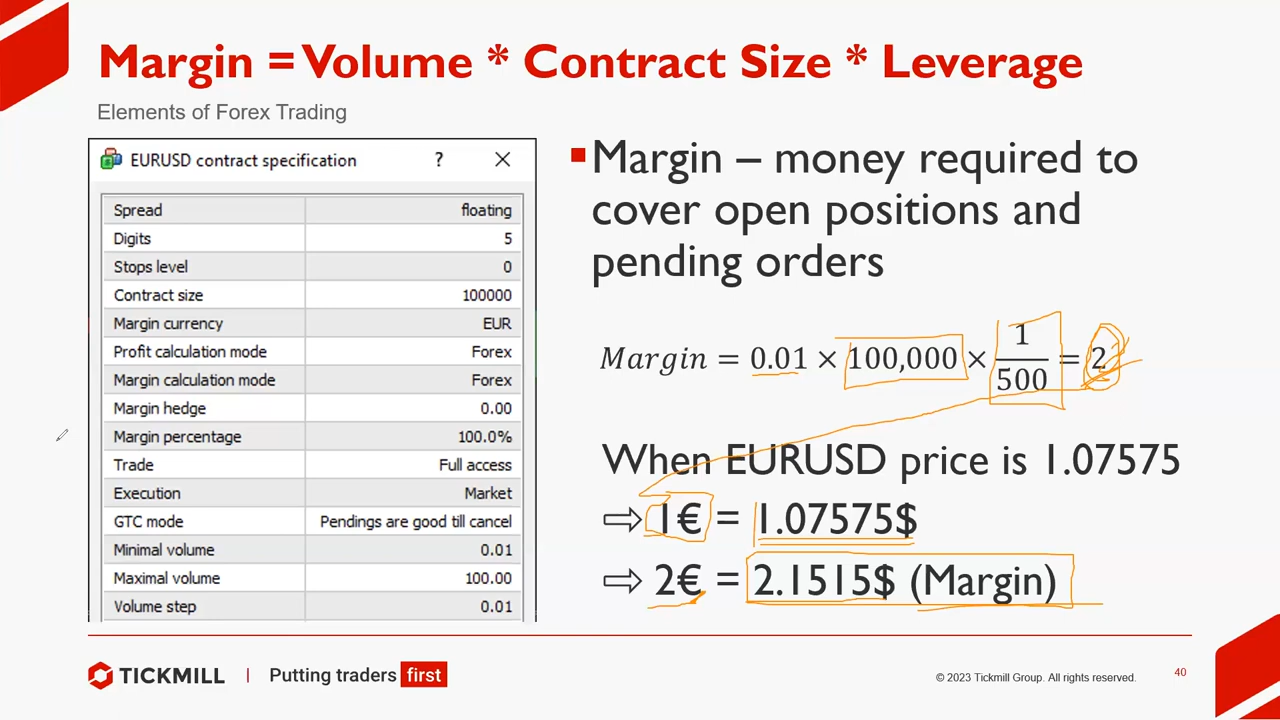 Margin = Volume * Contract Size * Leverage
Elements of Forex Trading
EURUSD contract specification ? ×
Spread floating
Digits 5
Stops level 0
Contract size 100000
Margin currency EUR
Profit calculation mode Forex
Margin calculation mode Forex
Margin hedge 0.00
Margin percentage 100.0%
Trade Full access
Execution Market
GTC mode Pendings are good till cancel
Minimal volume 0.01
Maximal volume 100.00
Volume step 0.01
Margin – money required to
cover open positions and
pending orders
Margin = 0.01 × 100,000 × 1/500 = 2
When EURUSD price is 1.07575
⇨ 1€ = 1.07575$
⇨ 2€ = 2.1515$ (Margin)
TICKMILL | Putting traders first
© 2023 Tickmill Group. All rights reserved.
40